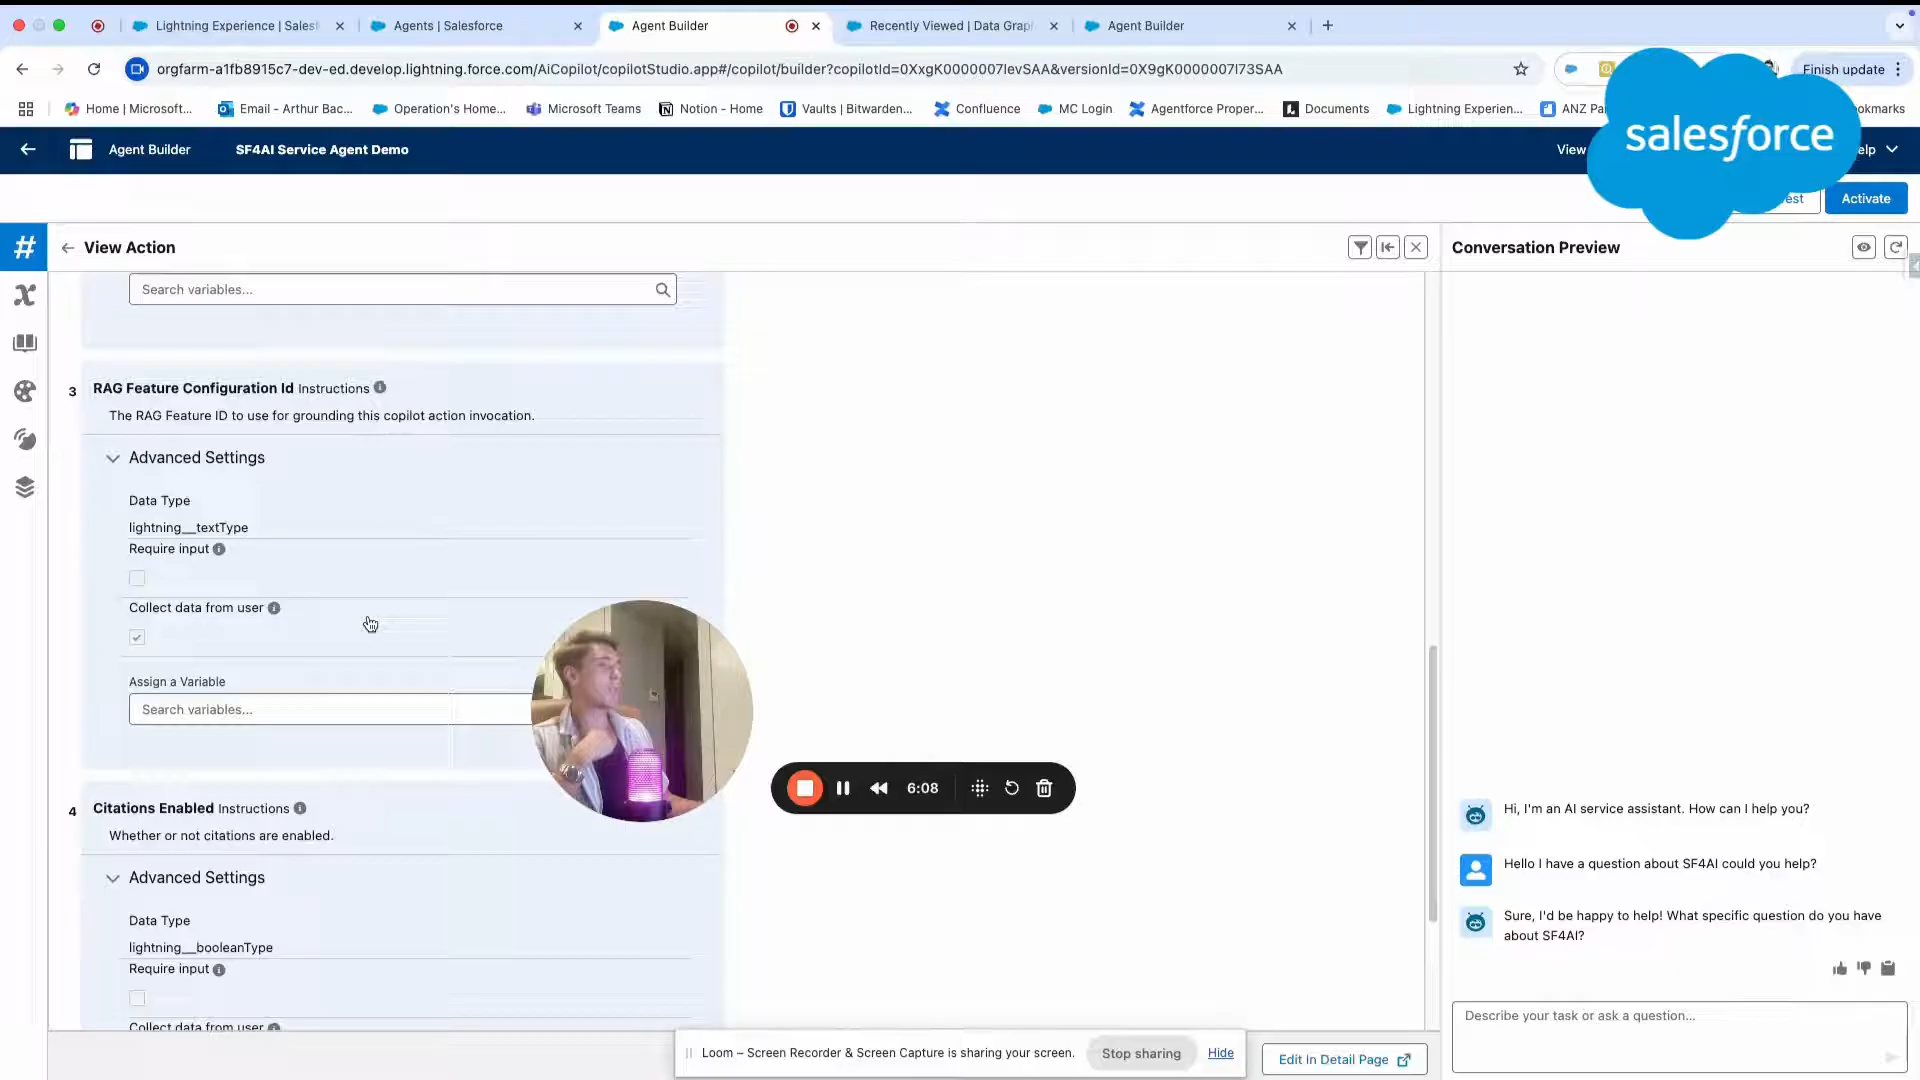 Lightning Experience | Sales
Agents | Salesforce
Agent Builder
Recently Viewed | Data Grap
Agent Builder
orgfarm-a1fb8915c7-dev-ed.develop.lightning.force.com/AiCopilot/copilotStudio.app#/copilot/builder?copilotId=0XxgK0000007IevSAA&versionId=0X9gK0000007I73SAA
Finish update
Home | Microsoft...
Email - Arthur Bac...
Operation's Home...
Microsoft Teams
Notion - Home
Vaults | Bitwarden...
Confluence
MC Login
Agentforce Proper...
Documents
Lightning Experien...
ANZ Pa
ookmarks
salesforce
Agent Builder
SF4AI Service Agent Demo
View
elp
est
Activate
View Action
Conversation Preview
Search variables...
3
RAG Feature Configuration Id Instructions
The RAG Feature ID to use for grounding this copilot action invocation.
Advanced Settings
Data Type
lightning__textType
Require input
Collect data from user
Assign a Variable
Search variables...
6:08
4
Citations Enabled Instructions
Whether or not citations are enabled.
Advanced Settings
Data Type
lightning__booleanType
Require input
Collect data from user
Hi, I'm an AI service assistant. How can I help you?
Hello I have a question about SF4AI could you help?
Sure, I'd be happy to help! What specific question do you have
about SF4AI?
Describe your task or ask a question...
Loom – Screen Recorder & Screen Capture is sharing your screen.
Stop sharing
Hide
Edit In Detail Page